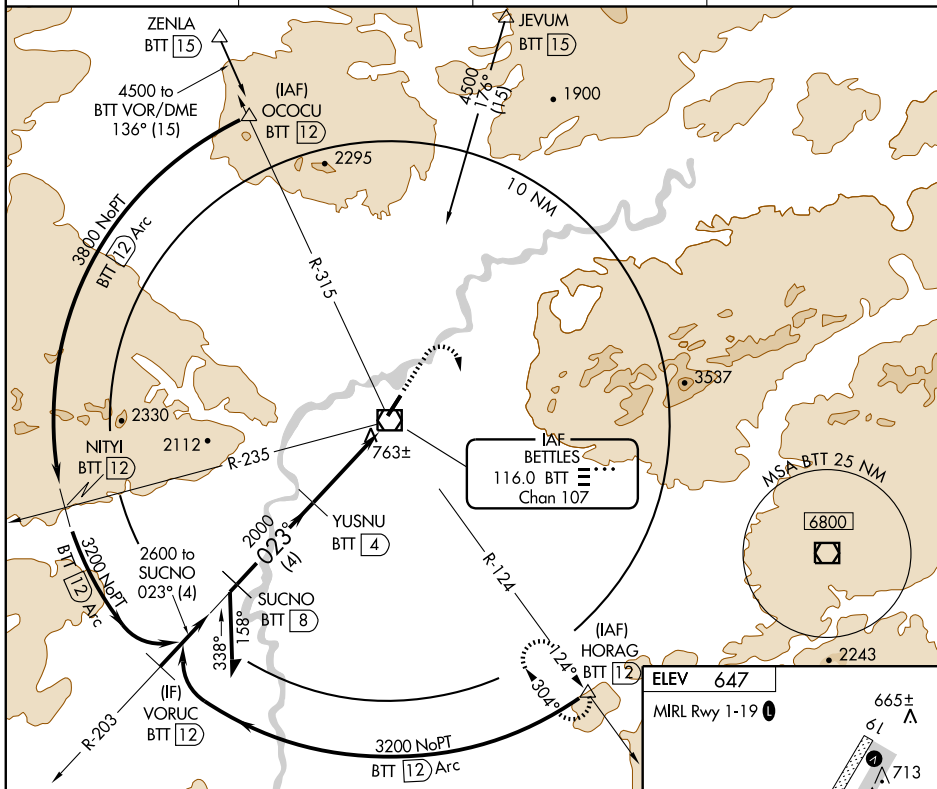 ZENLA
BTT 15
JEVUM
BTT 15
4500 to
BTT VOR/DME
136° (15)
(IAF)
OCOCU
BTT 12
4500
176°
(15)
1900
2295
10 NM
3800 NoPT
BTT 12 Arc
R-315
3537
2330
2112
NITYI
BTT 12
R-235
763±
IAF
BETTLES
116.0 BTT
Chan 107
MSA BTT 25 NM
6800
YUSNU
BTT 4
2000
023°
(4)
3200 NoPT
BTT 12 Arc
2600 to
SUCNO
023° (4)
SUCNO
BTT 8
R-124
338°
158°
(IAF)
HORAG
BTT 12
124°
304°
2243
(IF)
VORUC
BTT 12
R-203
3200 NoPT
BTT 12 Arc
ELEV 647
MIRL Rwy 1-19 L
665±
19
V
713